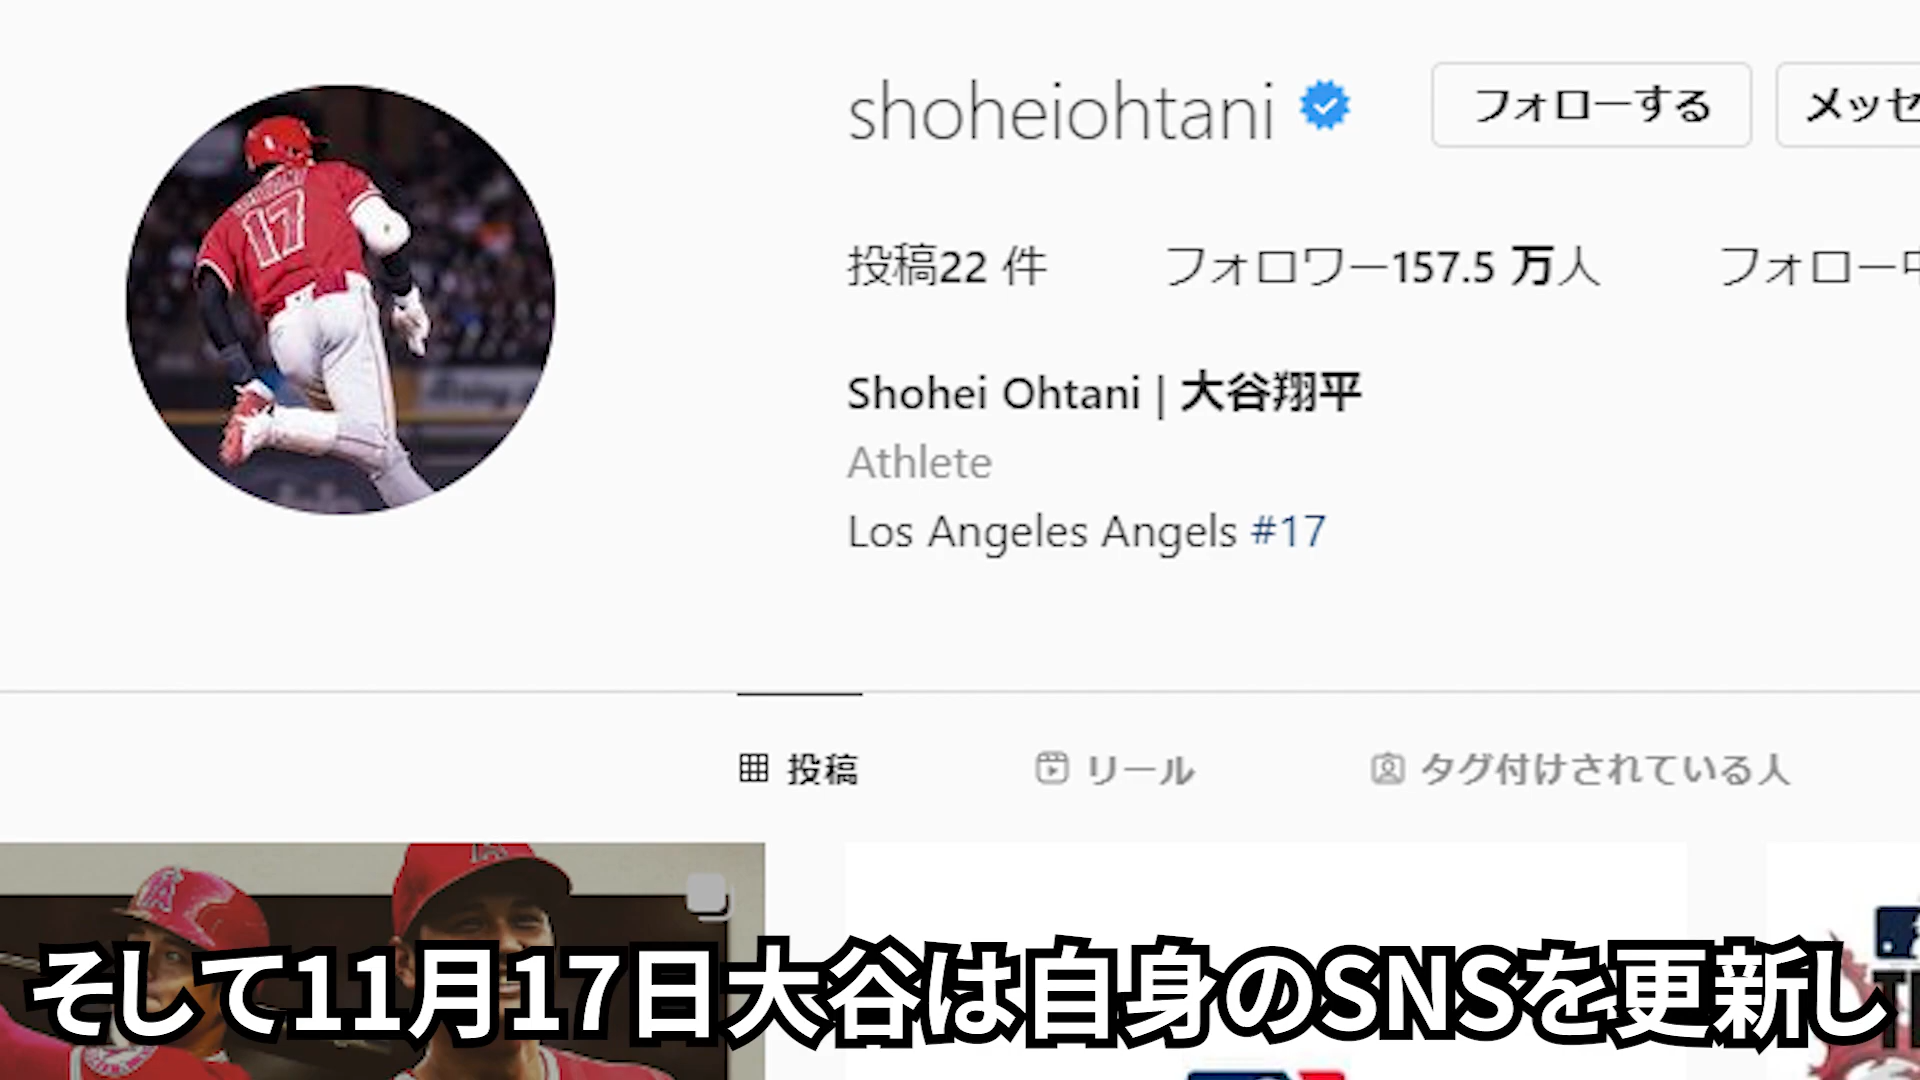 shoheiohtani
フォローする
メッセ
投稿22 件
フォロワー157.5 万人
フォロー中
Shohei Ohtani | 大谷翔平
Athlete
Los Angeles Angels #17
17
投稿
リール
タグ付けされている人
A
A
そして11月17日大谷は自身のSNSを更新し